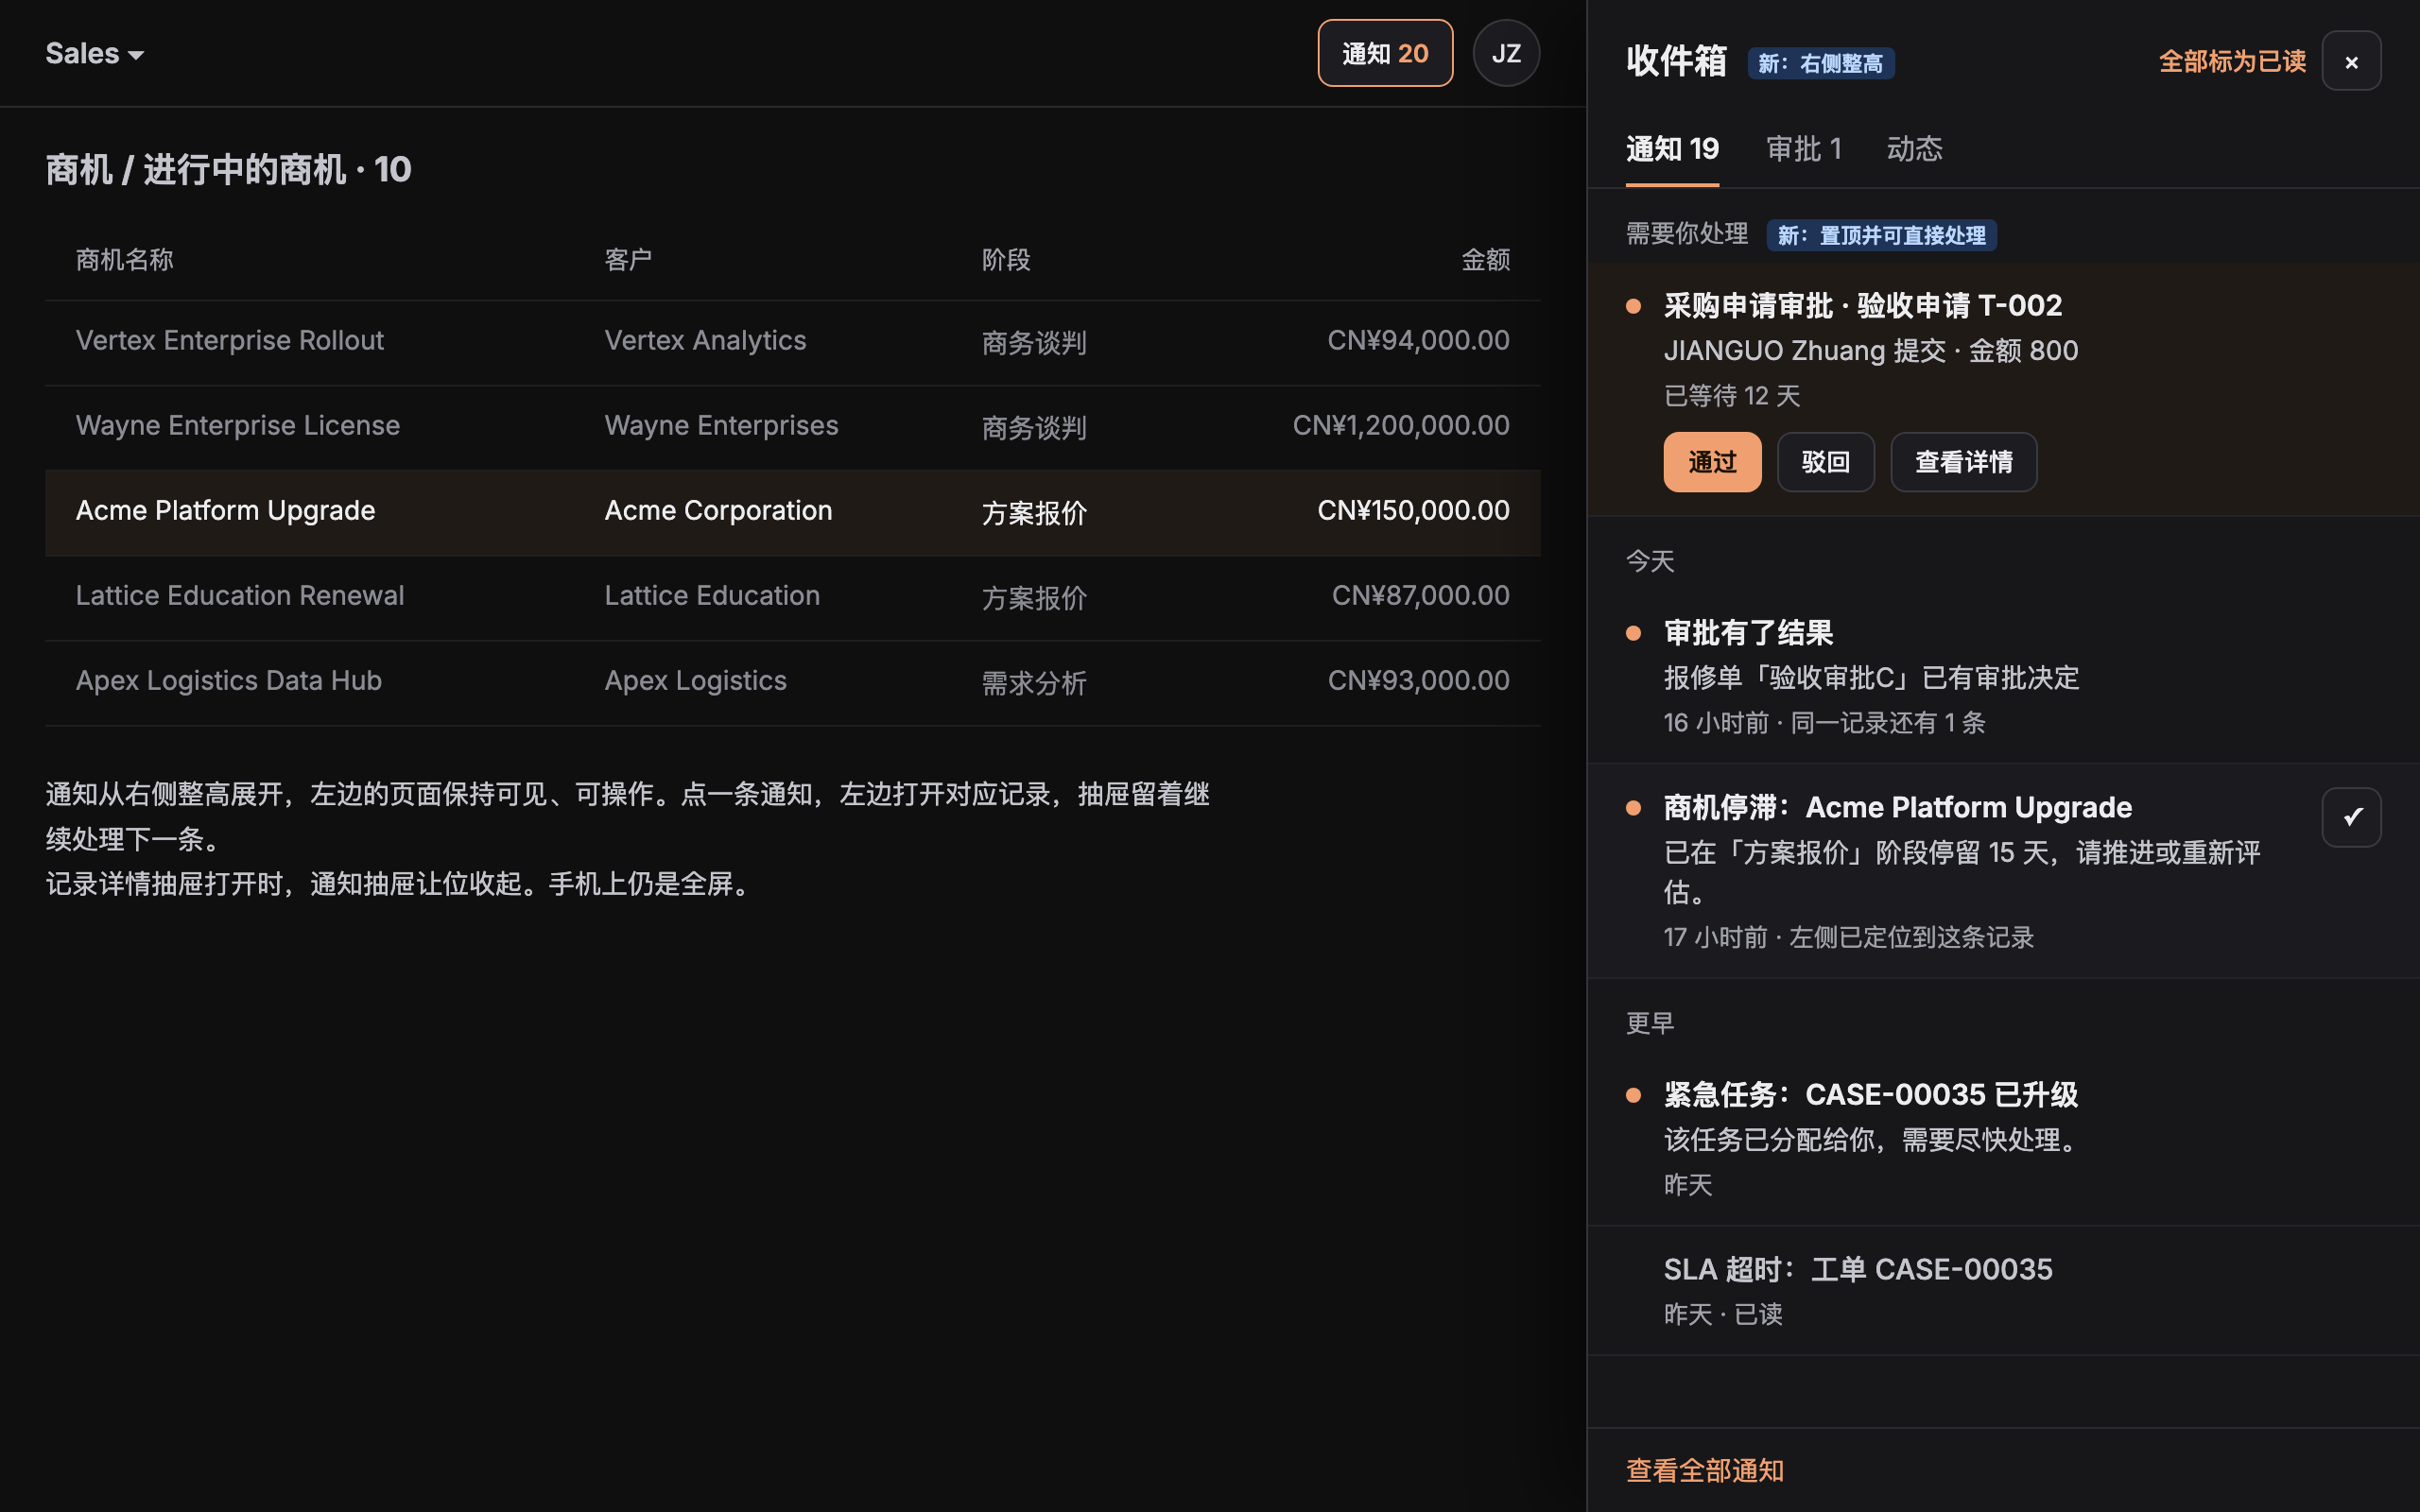 Sales
通知 20
JZ
商机 / 进行中的商机 · 10
商机名称 客户 阶段 金额
Vertex Enterprise Rollout Vertex Analytics 商务谈判 CN¥94,000.00
Wayne Enterprise License Wayne Enterprises 商务谈判 CN¥1,200,000.00
Acme Platform Upgrade Acme Corporation 方案报价 CN¥150,000.00
Lattice Education Renewal Lattice Education 方案报价 CN¥87,000.00
Apex Logistics Data Hub Apex Logistics 需求分析 CN¥93,000.00
通知从右侧整高展开，左边的页面保持可见、可操作。点一条通知，左边打开对应记录，抽屉留着继
续处理下一条。
记录详情抽屉打开时，通知抽屉让位收起。手机上仍是全屏。
收件箱 新：右侧整高 全部标为已读 ×
通知 19 审批 1 动态
需要你处理 新：置顶并可直接处理
采购申请审批 · 验收申请 T-002
JIANGUO Zhuang 提交 · 金额 800
已等待 12 天
通过 驳回 查看详情
今天
审批有了结果
报修单「验收审批C」已有审批决定
16 小时前 · 同一记录还有 1 条
商机停滞：Acme Platform Upgrade
✓
已在「方案报价」阶段停留 15 天，请推进或重新评
估。
17 小时前 · 左侧已定位到这条记录
更早
紧急任务：CASE-00035 已升级
该任务已分配给你，需要尽快处理。
昨天
SLA 超时：工单 CASE-00035
昨天 · 已读
查看全部通知